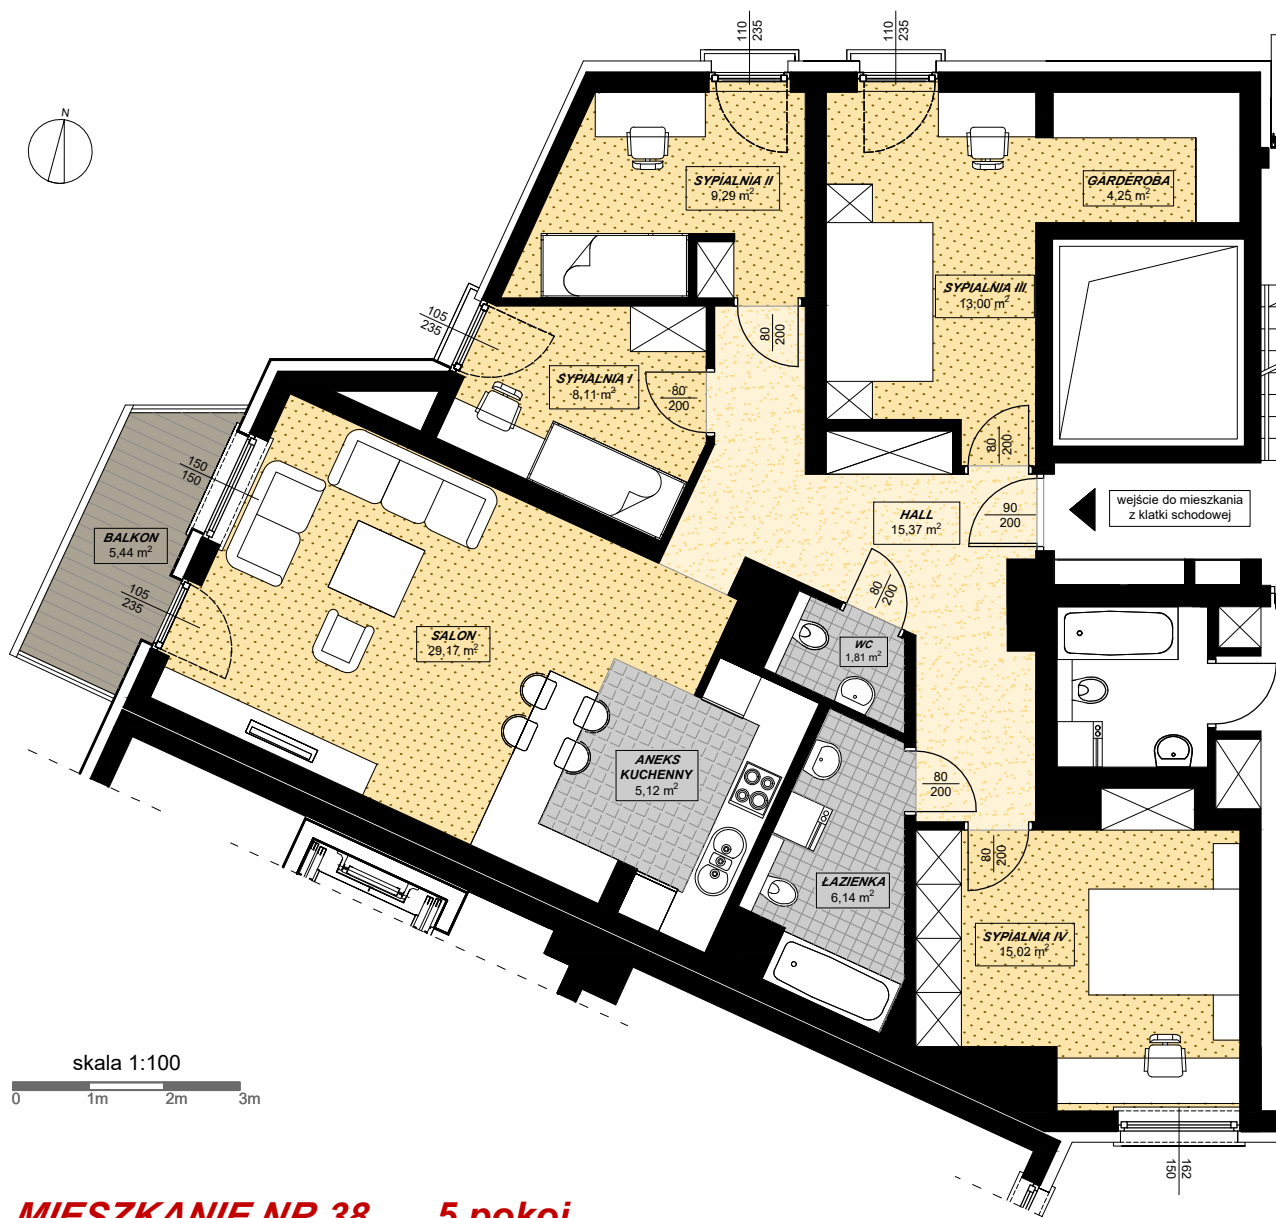 110
235
110
235
N
SYPIALNIA II
9,29 m²
GARDEROBA
4,25 m²
SYPIALNIA III
13,00 m²
105
235
80
200
SYPIALNIA I
8,11 m²
80
200
80
200
150
150
wejście do mieszkania
z klatki schodowej
HALL
15,37 m²
90
200
BALKON
5,44 m²
105
235
80
200
SALON
29,17 m²
WC
1,81 m²
ANEKS
KUCHENNY
5,12 m²
80
200
80
200
ŁAZIENKA
6,14 m²
SYPIALNIA IV
15,02 m²
skala 1:100
0 1m 2m 3m
162
150
MIESZKANIE NR 38 5 pokoi